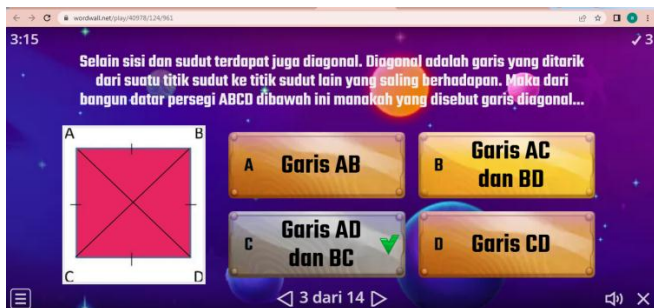 wordwall.net/play/40978/124/961
3:15
3
Selain sisi dan sudut terdapat juga diagonal. Diagonal adalah garis yang ditarik
dari suatu titik sudut ke titik sudut lain yang saling berhadapan. Maka dari
bangun datar persegi ABCD dibawah ini manakah yang disebut garis diagonal...
A B
C D
A Garis AB
B Garis AC
dan BD
C Garis AD
dan BC
D Garis CD
3 dari 14